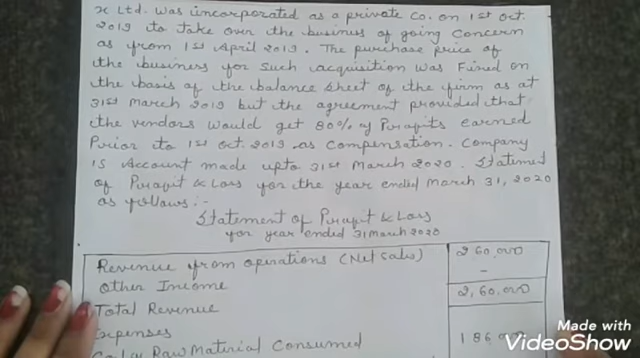 X Ltd. was incorporated as a private Co. on 1st Oct.
2019 to take over the businus of going Concern
as from 1st April 2019. The purchase price of
the business for such acquisition was Fixed on
the basis of the balance sheet of the firm as at
31st March 2019 but the agreement provided that
the vendors would get 80% of Profits earned
Prior to 1st Oct. 2019 .as Compensation. Company
is Account made upto 31st March 2020. Statement
of Profit & Loss for the year ended March 31, 2020
as follows:-
Statement of Profit & Loss
for year ended 31 March 2020
Revenue from operations (Net Sales) 2,60,000
Other Income -
Total Revenue 2,60,000
Expenses
Raw Material Consumed
Made with
VideoShow